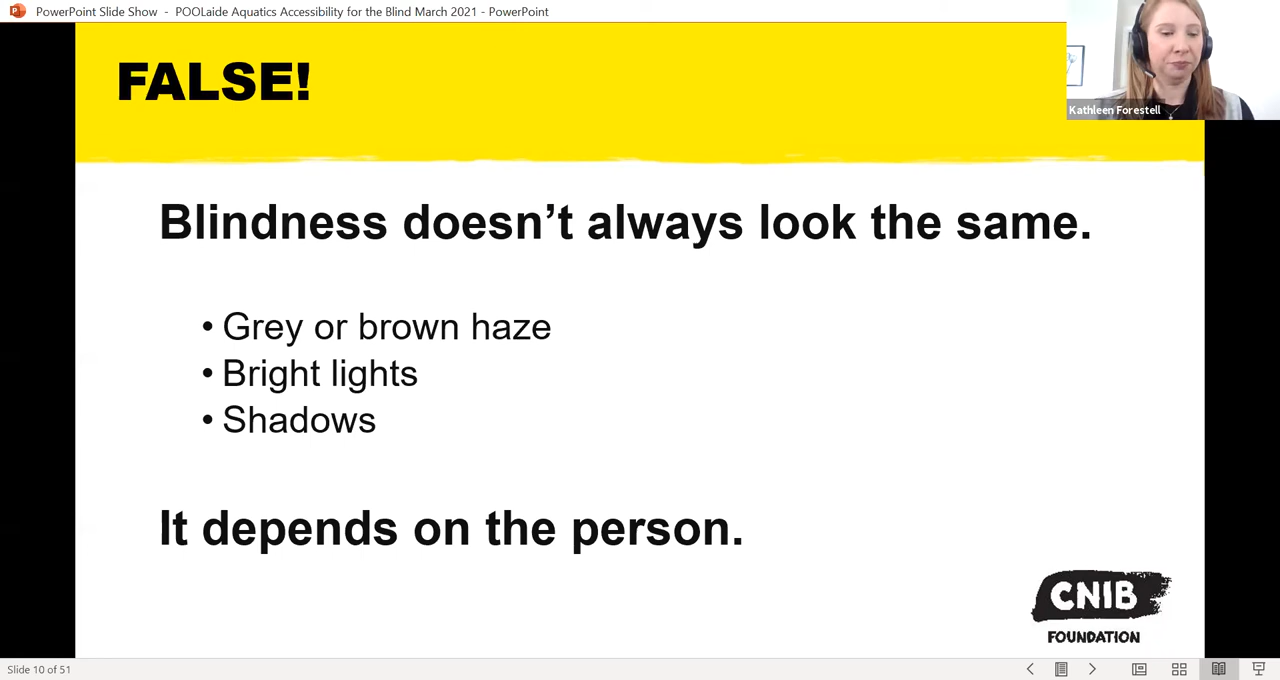 PowerPoint Slide Show - POOLaide Aquatics Accessibility for the Blind March 2021 - PowerPoint
Kathleen Forestell
FALSE!
Blindness doesn’t always look the same.
• Grey or brown haze
• Bright lights
• Shadows
It depends on the person.
CNIB
FOUNDATION
Slide 10 of 51